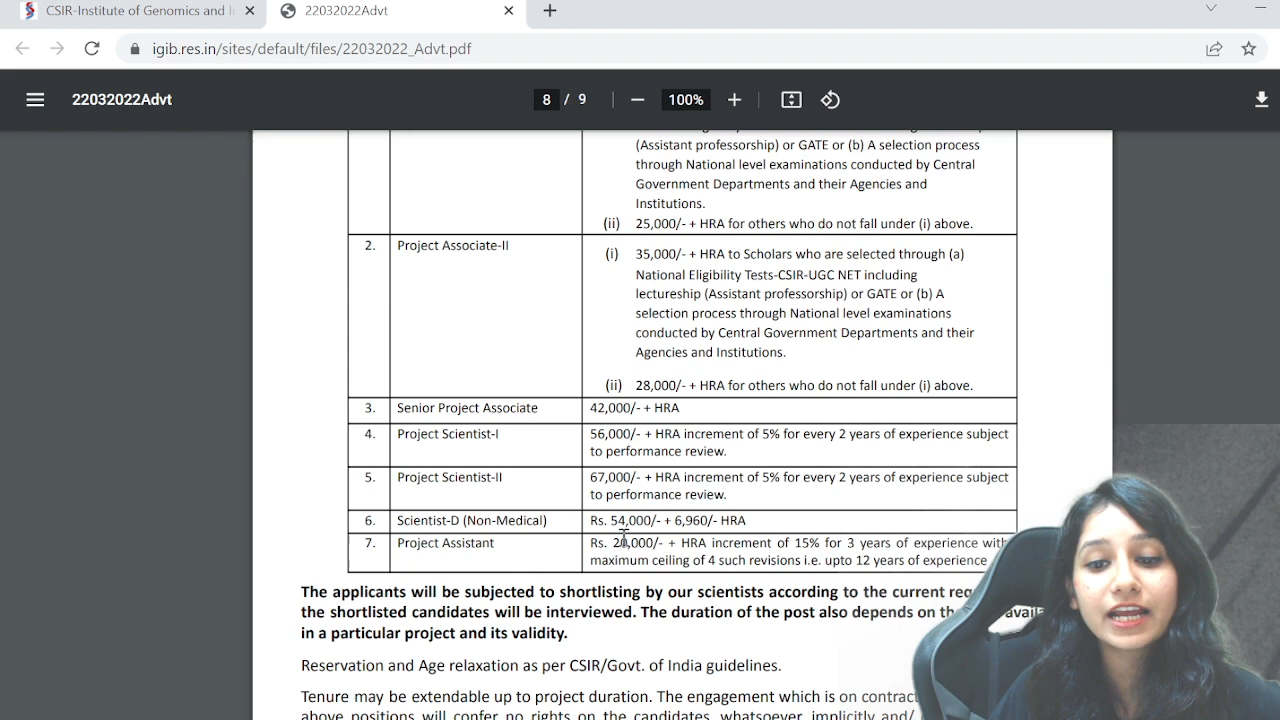 CSIR-Institute of Genomics and I
22032022Advt
igib.res.in/sites/default/files/22032022_Advt.pdf
22032022Advt
8 / 9
100%
(Assistant professorship) or GATE or (b) A selection process
through National level examinations conducted by Central
Government Departments and their Agencies and
Institutions.
(ii) 25,000/- + HRA for others who do not fall under (i) above.
2. Project Associate-II
(i) 35,000/- + HRA to Scholars who are selected through (a)
National Eligibility Tests-CSIR-UGC NET including
lectureship (Assistant professorship) or GATE or (b) A
selection process through National level examinations
conducted by Central Government Departments and their
Agencies and Institutions.
(ii) 28,000/- + HRA for others who do not fall under (i) above.
3. Senior Project Associate 42,000/- + HRA
4. Project Scientist-I 56,000/- + HRA increment of 5% for every 2 years of experience subject
to performance review.
5. Project Scientist-II 67,000/- + HRA increment of 5% for every 2 years of experience subject
to performance review.
6. Scientist-D (Non-Medical) Rs. 54,000/- + 6,960/- HRA
7. Project Assistant Rs. 20,000/- + HRA increment of 15% for 3 years of experience with
maximum ceiling of 4 such revisions i.e. upto 12 years of experience
The applicants will be subjected to shortlisting by our scientists according to the current
the shortlisted candidates will be interviewed. The duration of the post also depends on
in a particular project and its validity.
Reservation and Age relaxation as per CSIR/Govt. of India guidelines.
Tenure may be extendable up to project duration. The engagement which is on
above positions will confer no rights on the candidates, whatsoever, implicitly and/